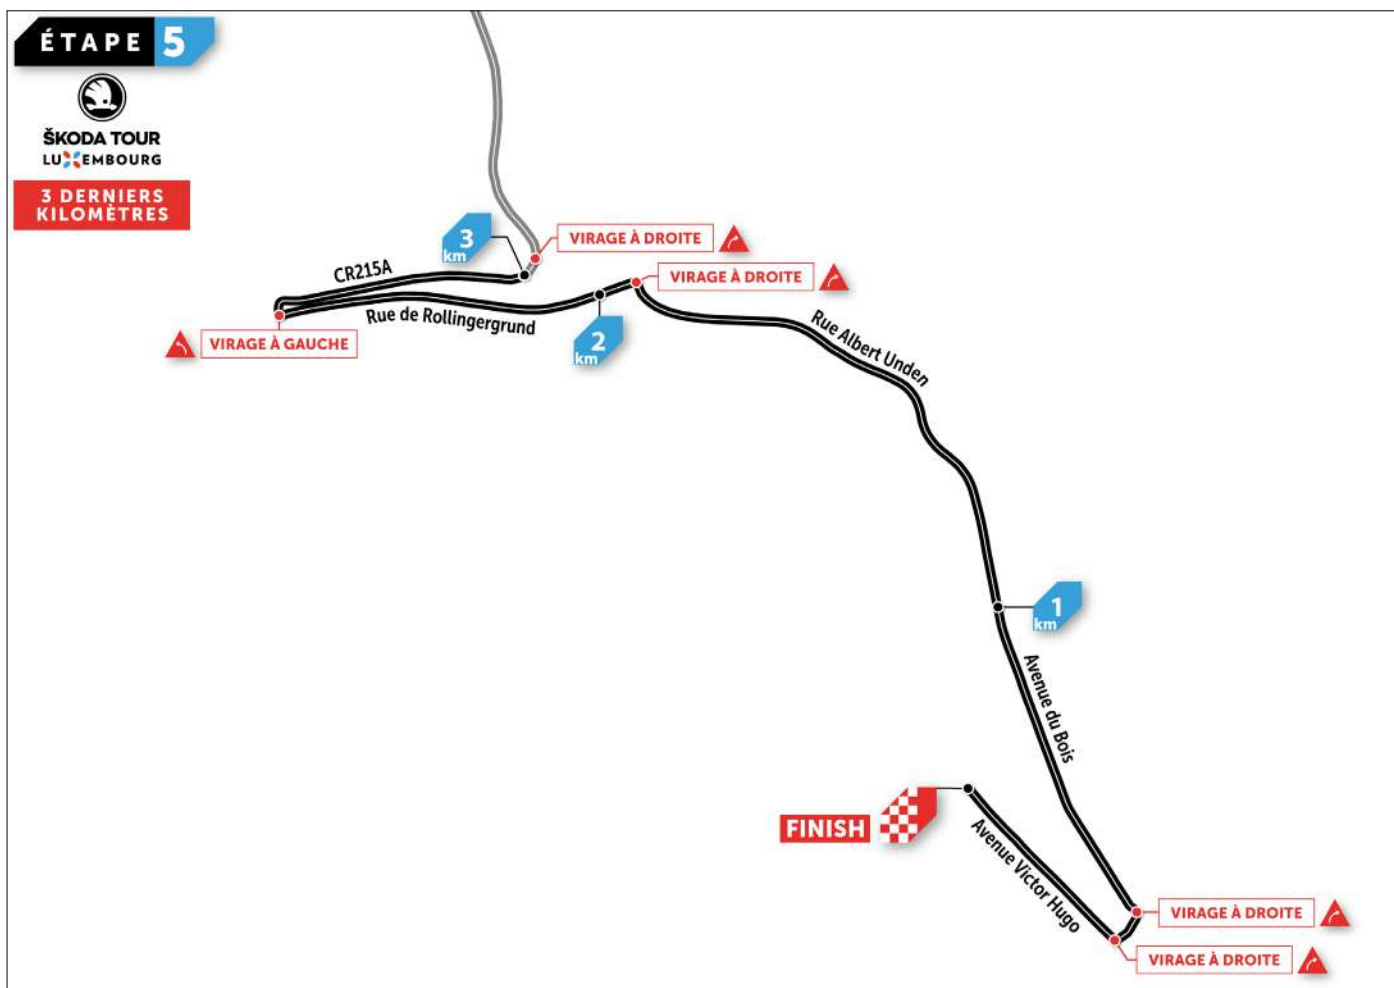 ÉTAPE 5
ŠKODA TOUR
LUXEMBOURG
3 DERNIERS
KILOMÈTRES
3
km
VIRAGE À DROITE
VIRAGE À DROITE
CR215A
Rue de Rollingergrund
VIRAGE À GAUCHE
2
km
Rue Albert Unden
1
km
Avenue du Bois
FINISH
Avenue Victor Hugo
VIRAGE À DROITE
VIRAGE À DROITE